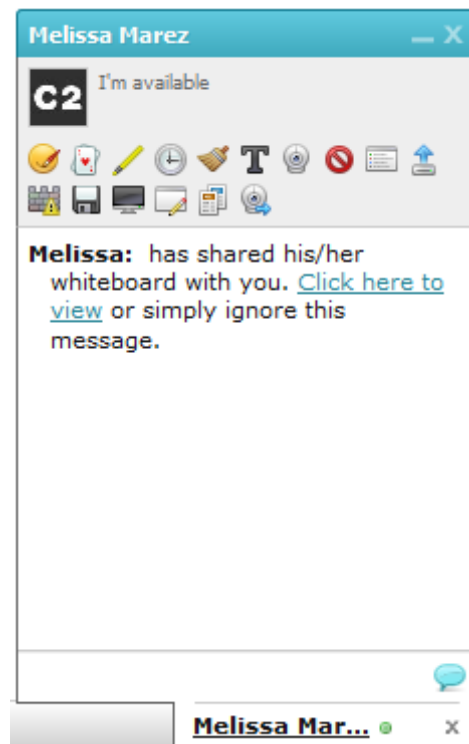 Melissa Marez
C2
I'm available
T
Melissa: has shared his/her
whiteboard with you. Click here to
view or simply ignore this
message.
Melissa Mar...